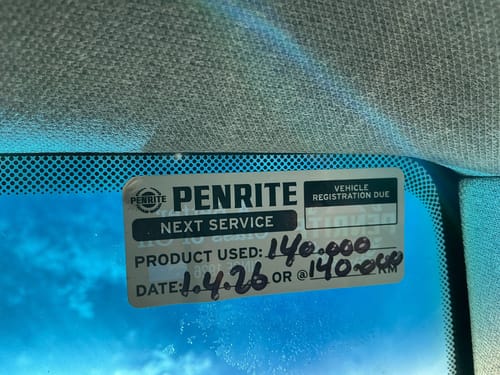 PENRITE PENRITE
VEHICLE
REGISTRATION DUE
NEXT SERVICE
PRODUCT USED: 140.000
DATE: 1.4.26 OR @ 140.000 KM